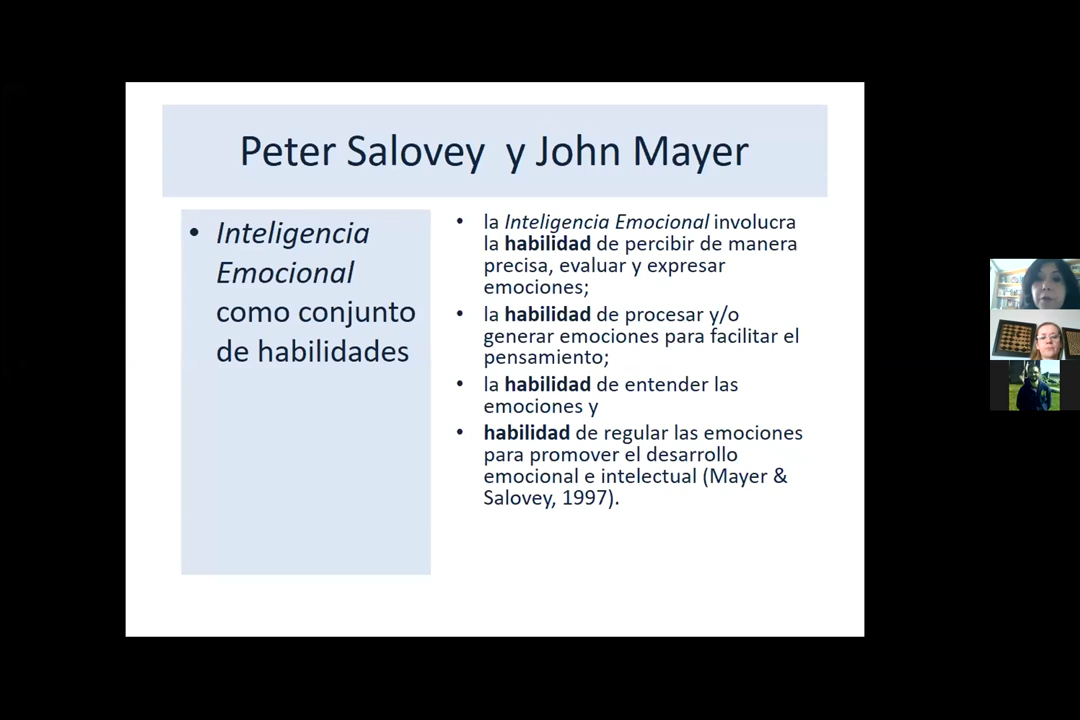 Peter Salovey y John Mayer
• Inteligencia
Emocional
como conjunto
de habilidades
• la Inteligencia Emocional involucra
la habilidad de percibir de manera
precisa, evaluar y expresar
emociones;
• la habilidad de procesar y/o
generar emociones para facilitar el
pensamiento;
• la habilidad de entender las
emociones y
• habilidad de regular las emociones
para promover el desarrollo
emocional e intelectual (Mayer &
Salovey, 1997).